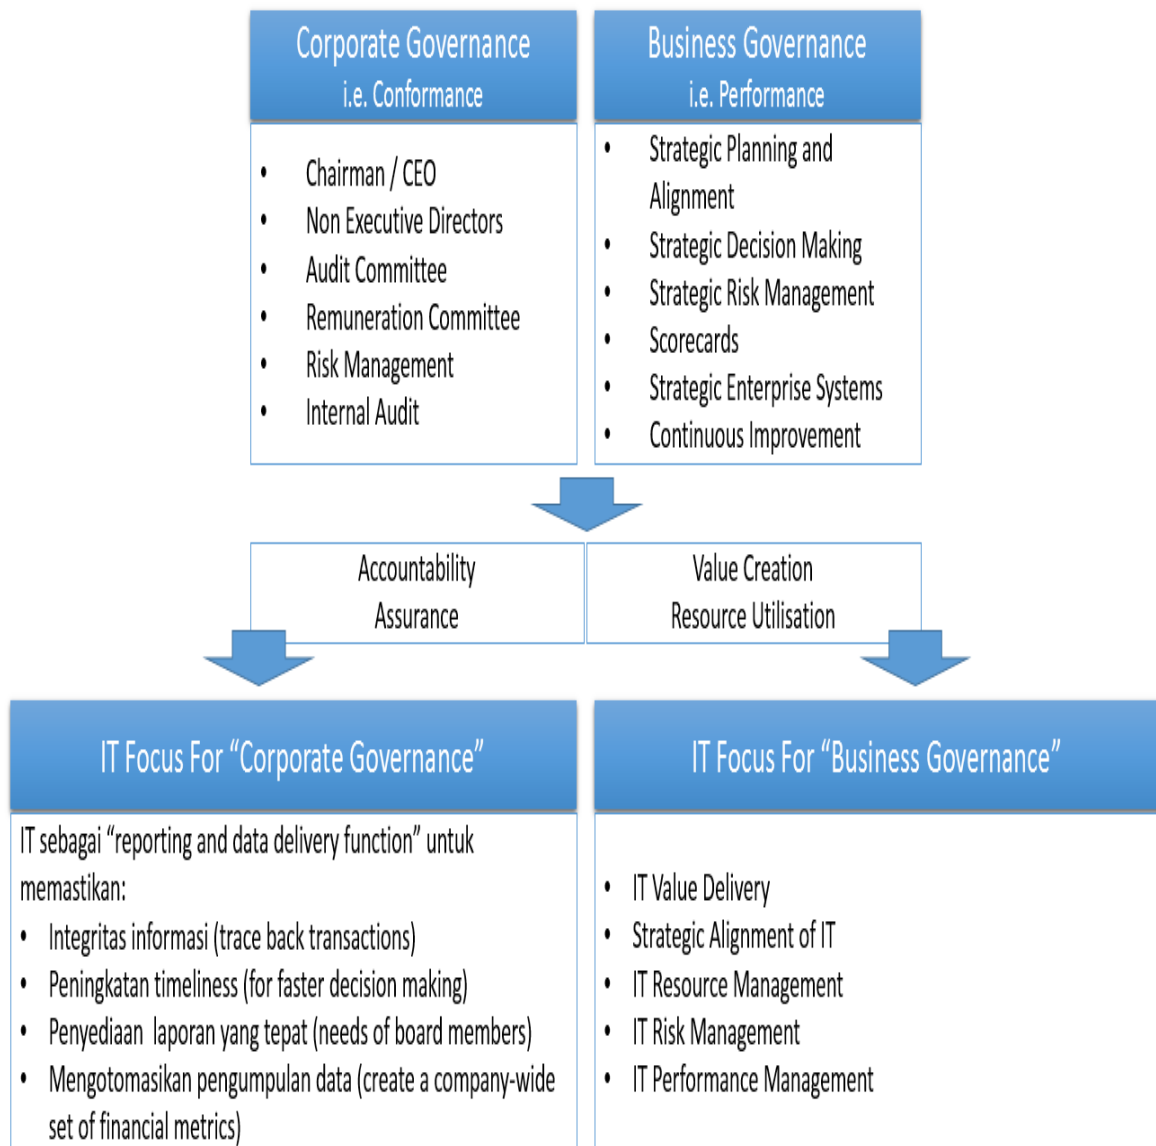 Corporate Governance
i.e. Conformance
• Chairman / CEO
• Non Executive Directors
• Audit Committee
• Remuneration Committee
• Risk Management
• Internal Audit
Business Governance
i.e. Performance
• Strategic Planning and
Alignment
• Strategic Decision Making
• Strategic Risk Management
• Scorecards
• Strategic Enterprise Systems
• Continuous Improvement
Accountability
Assurance
Value Creation
Resource Utilisation
IT Focus For “Corporate Governance”
IT sebagai “reporting and data delivery function” untuk
memastikan:
• Integritas informasi (trace back transactions)
• Peningkatan timeliness (for faster decision making)
• Penyediaan laporan yang tepat (needs of board members)
• Mengotomasikan pengumpulan data (create a company-wide
set of financial metrics)
IT Focus For “Business Governance”
• IT Value Delivery
• Strategic Alignment of IT
• IT Resource Management
• IT Risk Management
• IT Performance Management